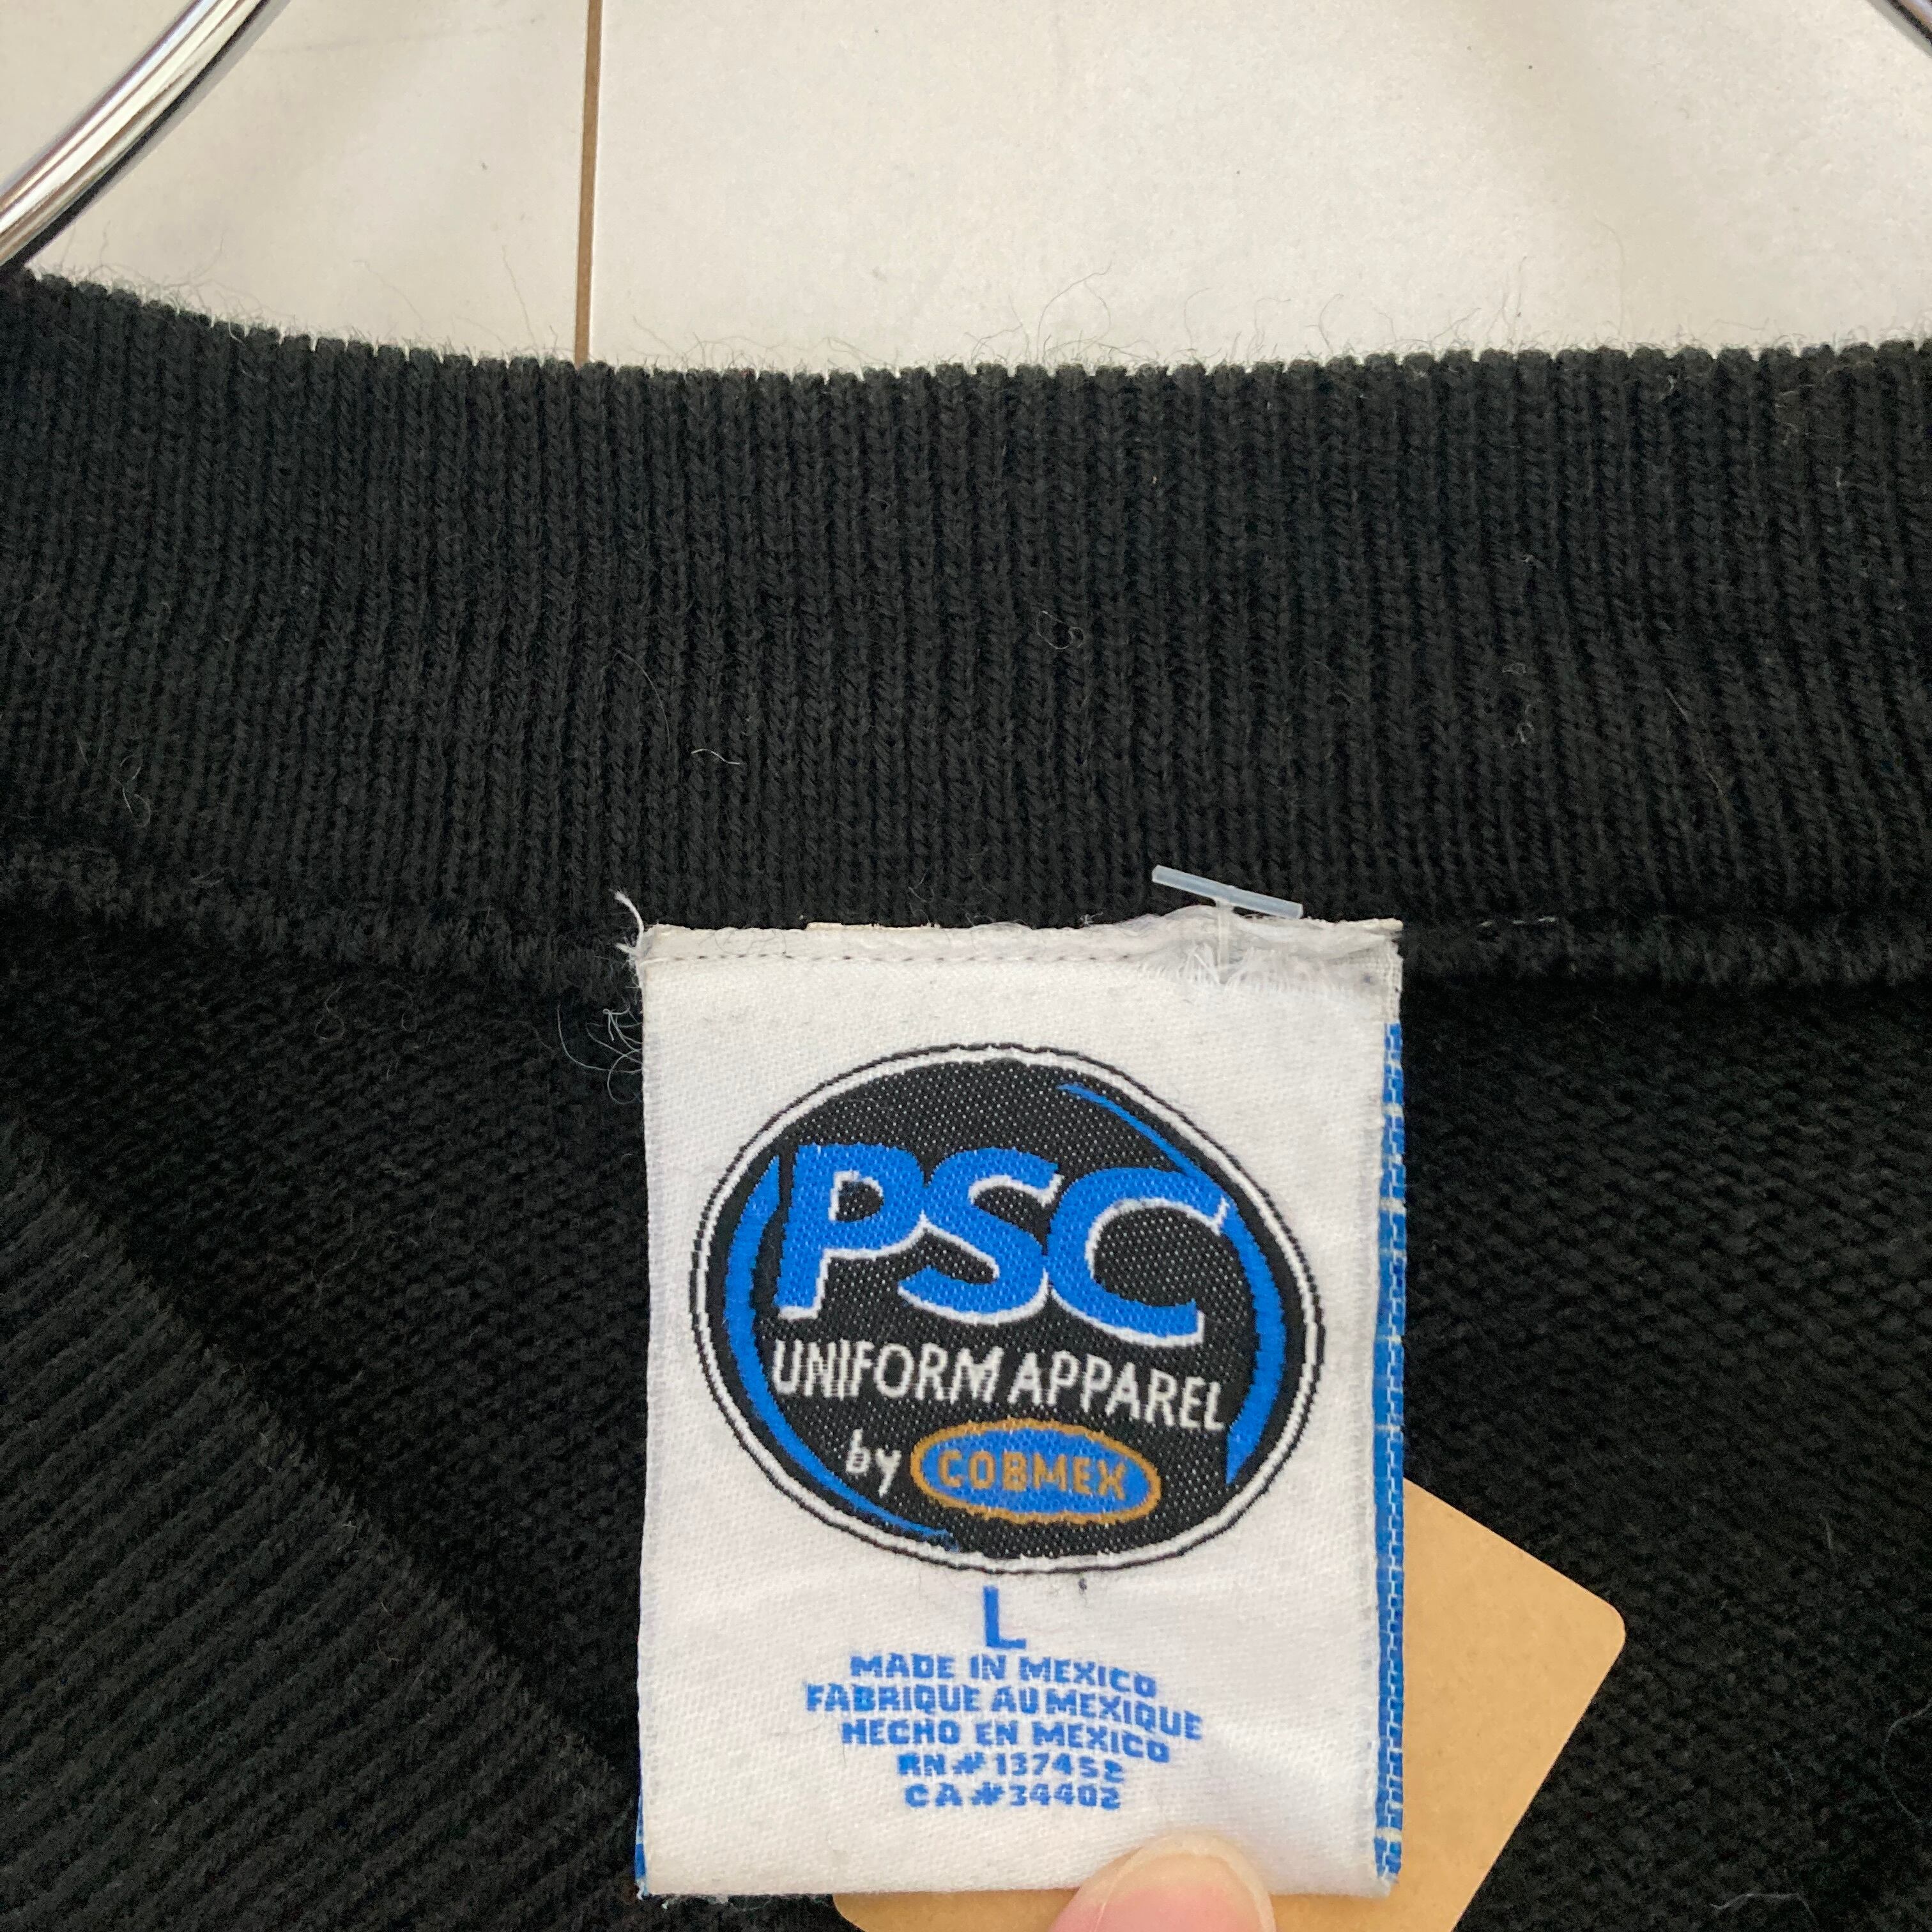 PSC
UNIFORM APPAREL
by COBMEX
L
MADE IN MEXICO
FABRIQUE AU MEXIQUE
HECHO EN MEXICO
RN#137452
CA#34402